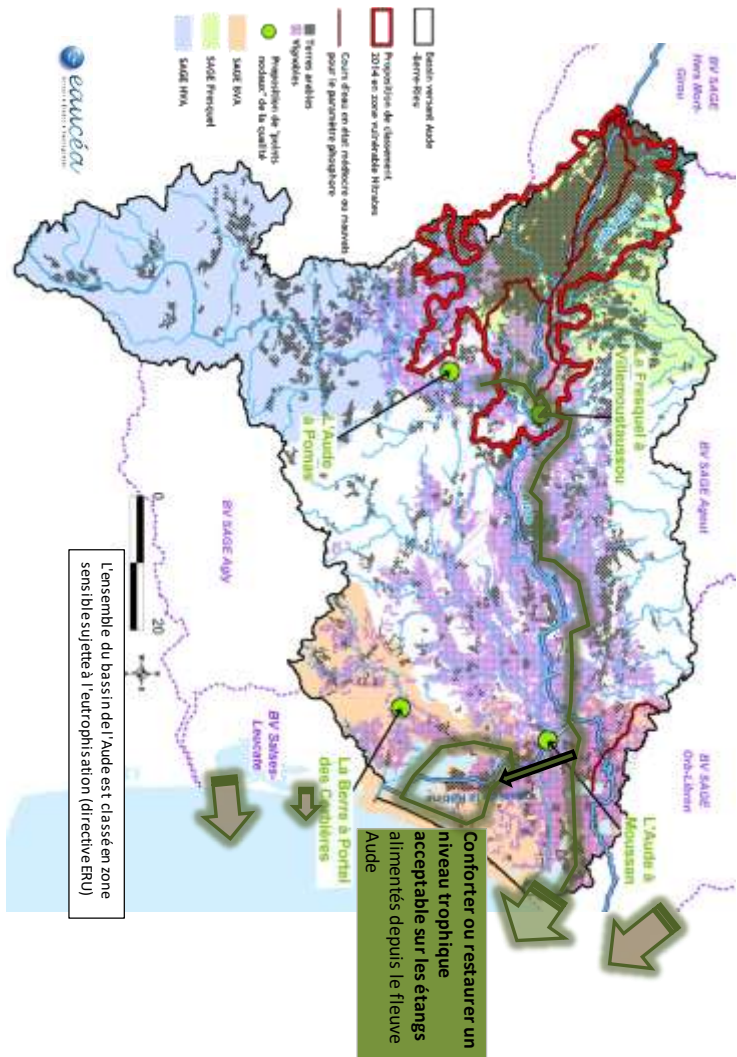 Bassin versant Aude
-Berre-Rieu
Proposition de classement
2014 en zone vulnérable Nitrates
Cours d'eau en état médiocre ou mauvais
pour le paramètre phosphore
Terres arables
Vignobles
Proposition de "points
nodaux" de la qualité
SAGE BVA
SAGE Fresquel
SAGE HVA
eaucéa
BV SAGE
Hers Mort-
Girou
BV SAGE Agout
BV SAGE
Orb-Libron
Le Fresquel à
Villemoustaussou
L'Aude
à Pomas
L'Aude à
Moussan
La Berre à Portel
des Corbières
BV SAGE Agly
BV Salses-
Leucate
0
20
L'ensemble du bassin de l'Aude est classé en zone
sensible sujette à l'eutrophisation (directive ERU)
Conforter ou restaurer un
niveau trophique
acceptable sur les étangs
alimentés depuis le fleuve
Aude